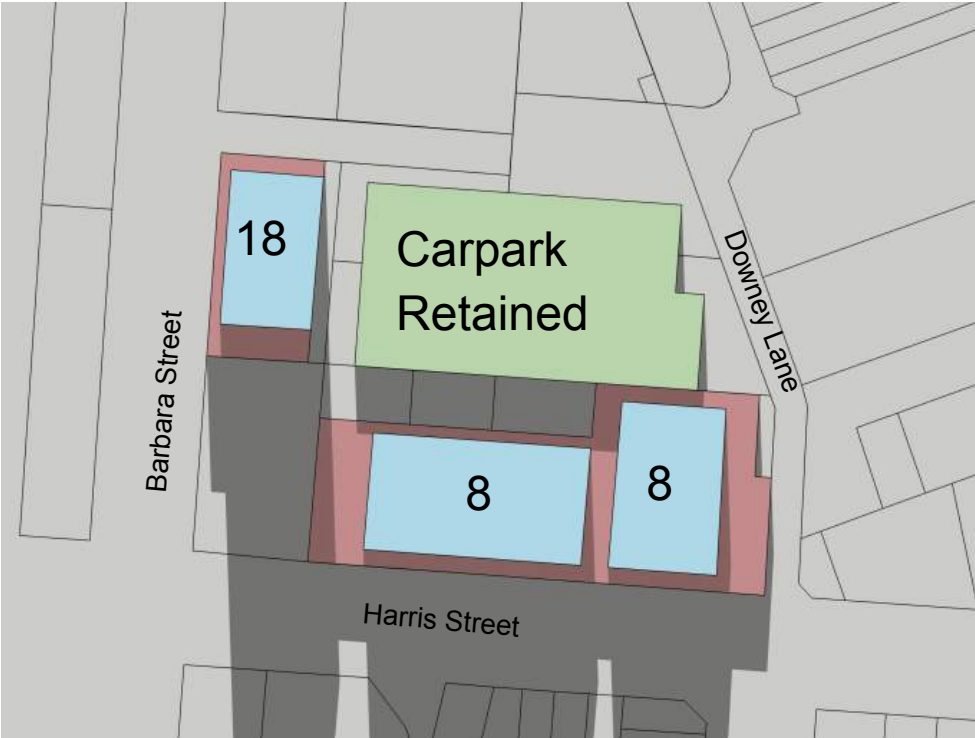 18
Carpark
Retained
Downey Lane
Barbara Street
8
8
Harris Street